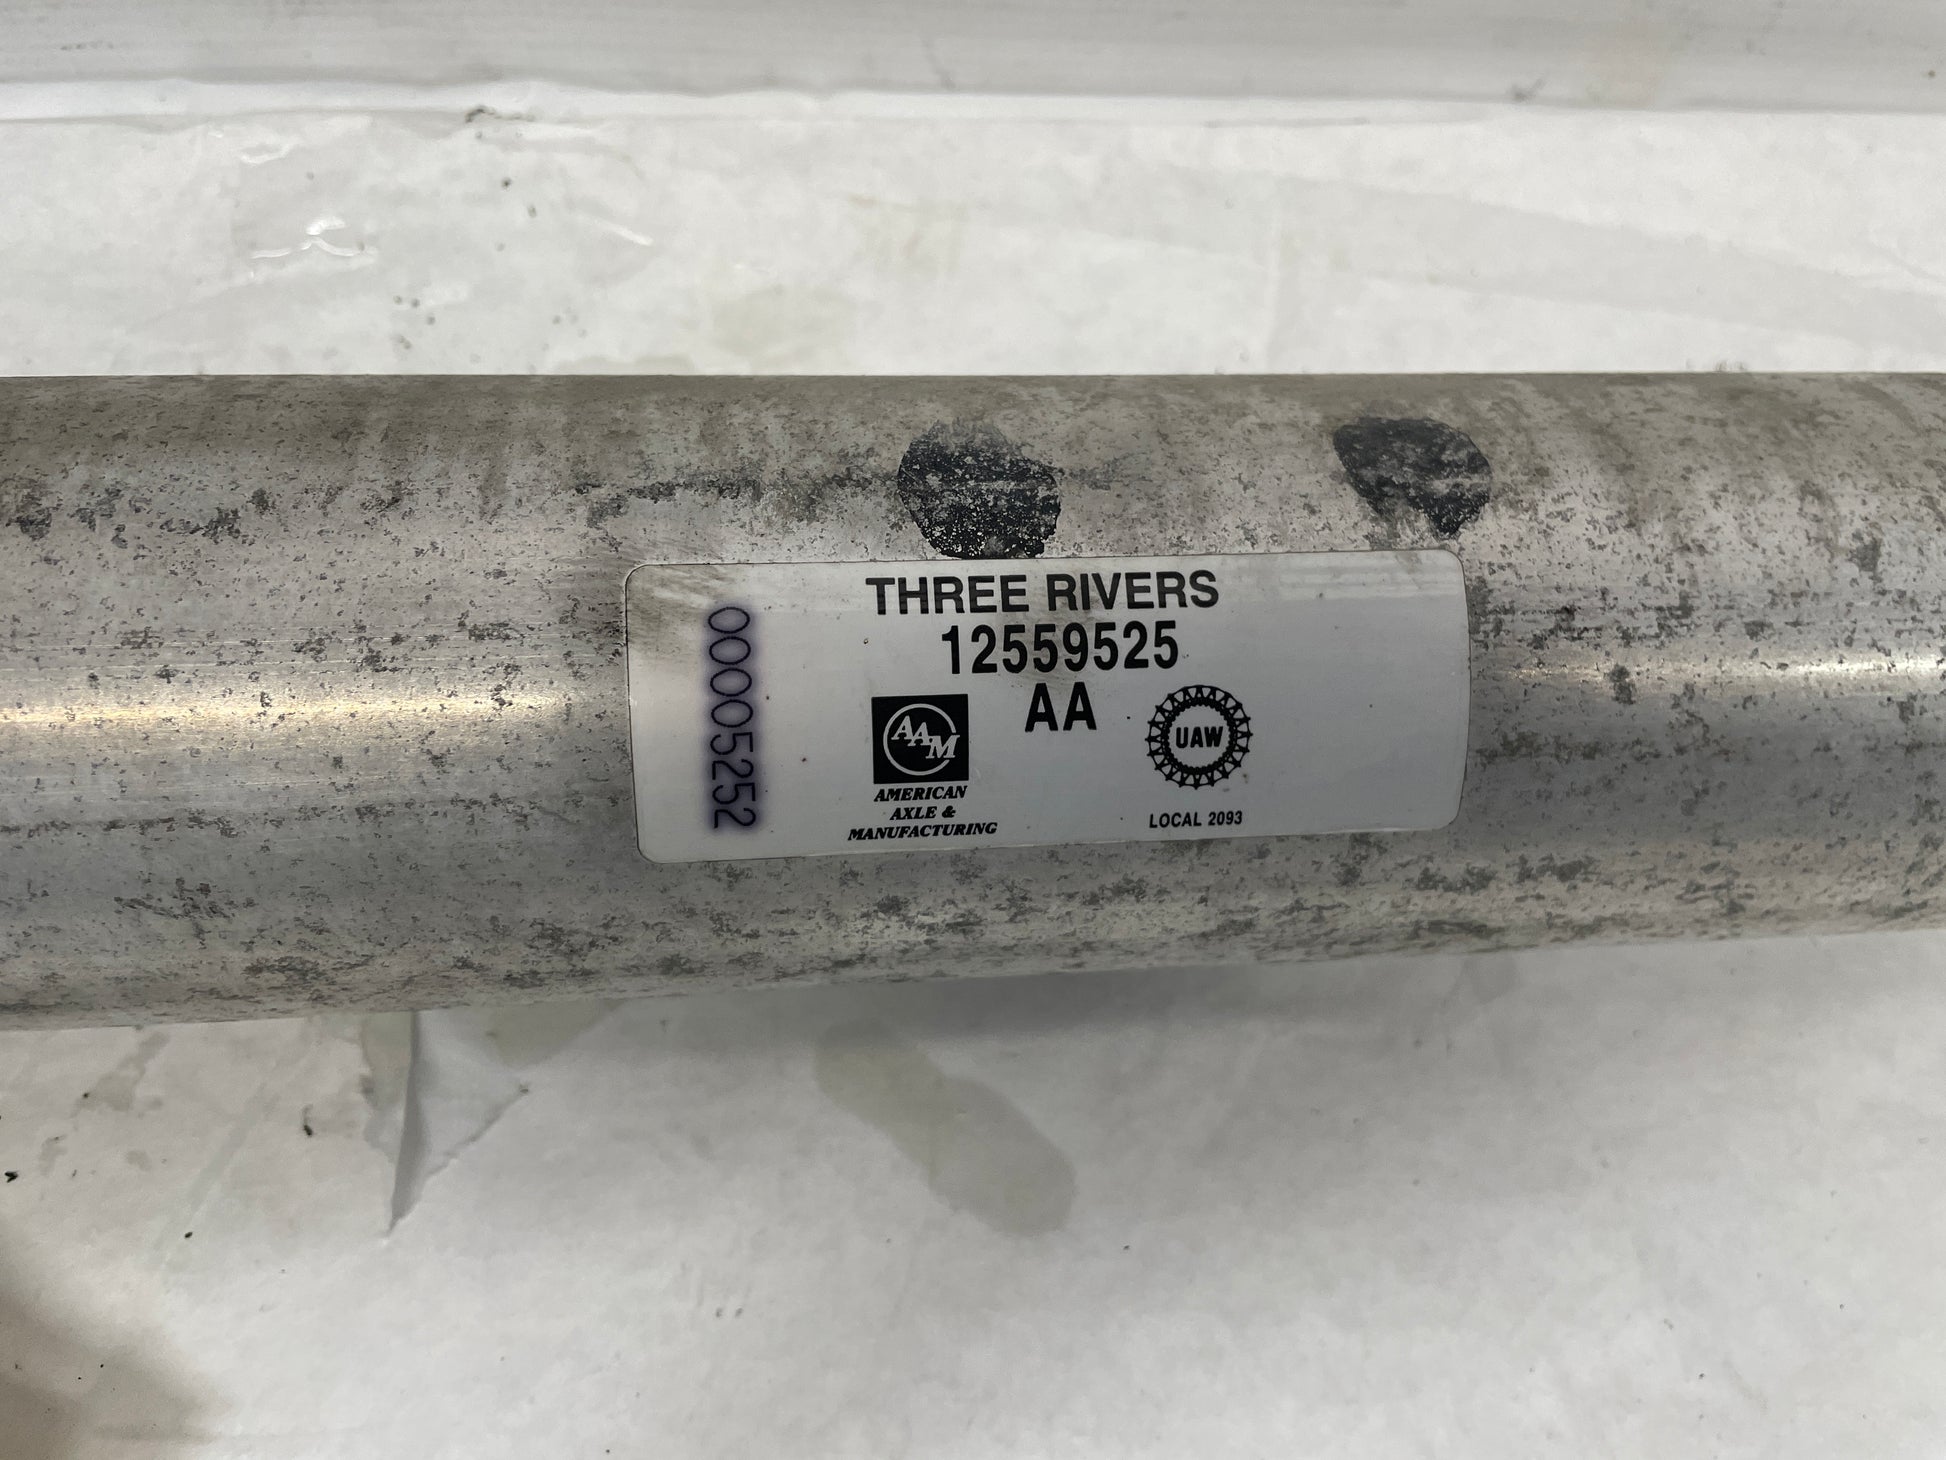 THREE RIVERS
12559525
AA
00005252
AAM
AMERICAN
AXLE &
MANUFACTURING
UAW
LOCAL 2093